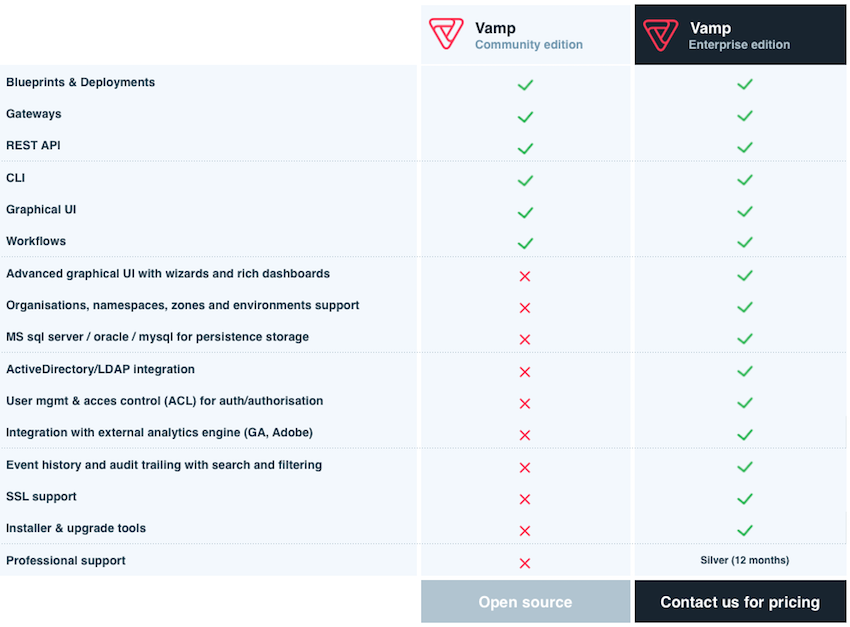 Vamp
Community edition
Vamp
Enterprise edition
Blueprints & Deployments
Gateways
REST API
CLI
Graphical UI
Workflows
Advanced graphical UI with wizards and rich dashboards
Organisations, namespaces, zones and environments support
MS sql server / oracle / mysql for persistence storage
ActiveDirectory/LDAP integration
User mgmt & acces control (ACL) for auth/authorisation
Integration with external analytics engine (GA, Adobe)
Event history and audit trailing with search and filtering
SSL support
Installer & upgrade tools
Professional support
Silver (12 months)
Open source
Contact us for pricing